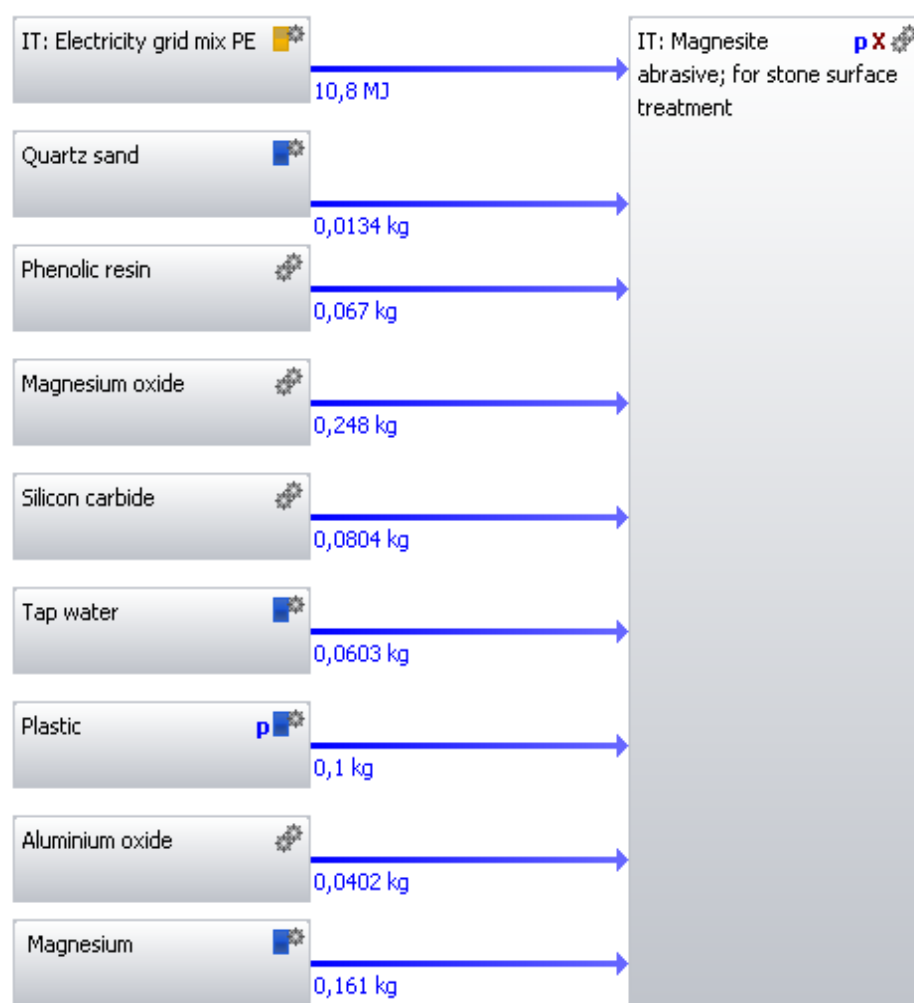 IT: Electricity grid mix PE
10,8 MJ
IT: Magnesite p X
abrasive; for stone surface
treatment
Quartz sand
0,0134 kg
Phenolic resin
0,067 kg
Magnesium oxide
0,248 kg
Silicon carbide
0,0804 kg
Tap water
0,0603 kg
Plastic p
0,1 kg
Aluminium oxide
0,0402 kg
Magnesium
0,161 kg